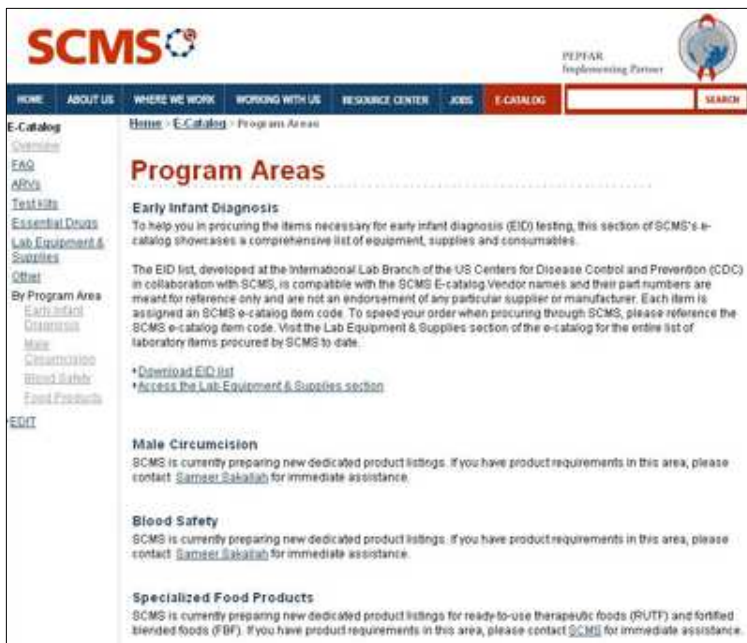 SCMS
PEPFAR
Implementing Partner
HOME ABOUT US WHERE WE WORK WORKING WITH US RESOURCE CENTER JOBS E-CATALOG SEARCH
E-Catalog
Overview
FAQ
ARVs
Test kits
Essential Drugs
Lab Equipment &
Supplies
Other
By Program Area
Early Infant
Diagnosis
Male
Circumcision
Blood Safety
Food Products
EDIT
Home > E-Catalog > Program Areas
Program Areas
Early Infant Diagnosis
To help you in procuring the items necessary for early infant diagnosis (EID) testing, this section of SCMS's e-
catalog showcases a comprehensive list of equipment, supplies and consumables.
The EID list, developed at the International Lab Branch of the US Centers for Disease Control and Prevention (CDC)
in collaboration with SCMS, is compatible with the SCMS E-catalog.Vendor names and their part numbers are
meant for reference only and are not an endorsement of any particular supplier or manufacturer. Each item is
assigned an SCMS e-catalog item code. To speed your order when procuring through SCMS, please reference the
SCMS e-catalog item code. Visit the Lab Equipment & Supplies section of the e-catalog for the entire list of
laboratory items procured by SCMS to date.
Download EID list
Access the Lab Equipment & Supplies section
Male Circumcision
SCMS is currently preparing new dedicated product listings. If you have product requirements in this area, please
contact Sameer Sakallah for immediate assistance.
Blood Safety
SCMS is currently preparing new dedicated product listings. If you have product requirements in this area, please
contact Sameer Sakallah for immediate assistance.
Specialized Food Products
SCMS is currently preparing new dedicated product listings for ready-to-use therapeutic foods (RUTF) and fortified
blended foods (FBF). If you have product requirements in this area, please contact SCMS for immediate assistance.